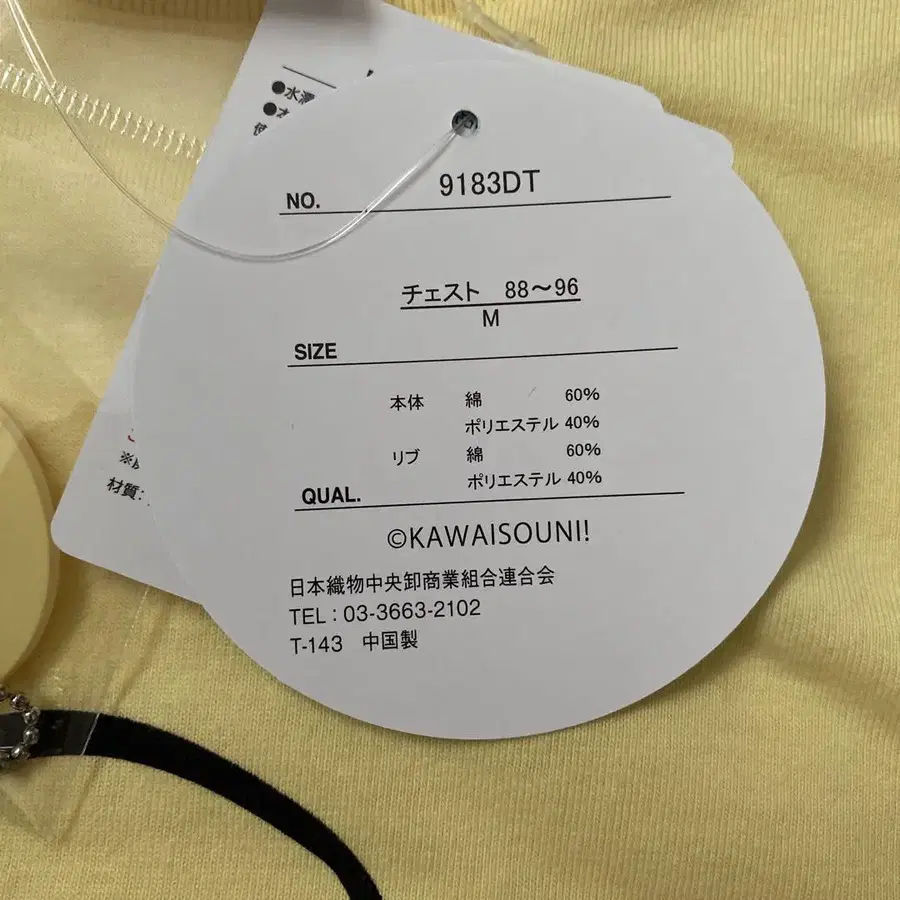 NO. 9183DT
チェスト 88～96
M
SIZE
本体 綿 60%
ポリエステル 40%
リブ 綿 60%
ポリエステル 40%
QUAL.
©KAWAISOUNI!
日本織物中央卸商業組合連合会
TEL : 03-3663-2102
T-143 中国製
●水
材質: